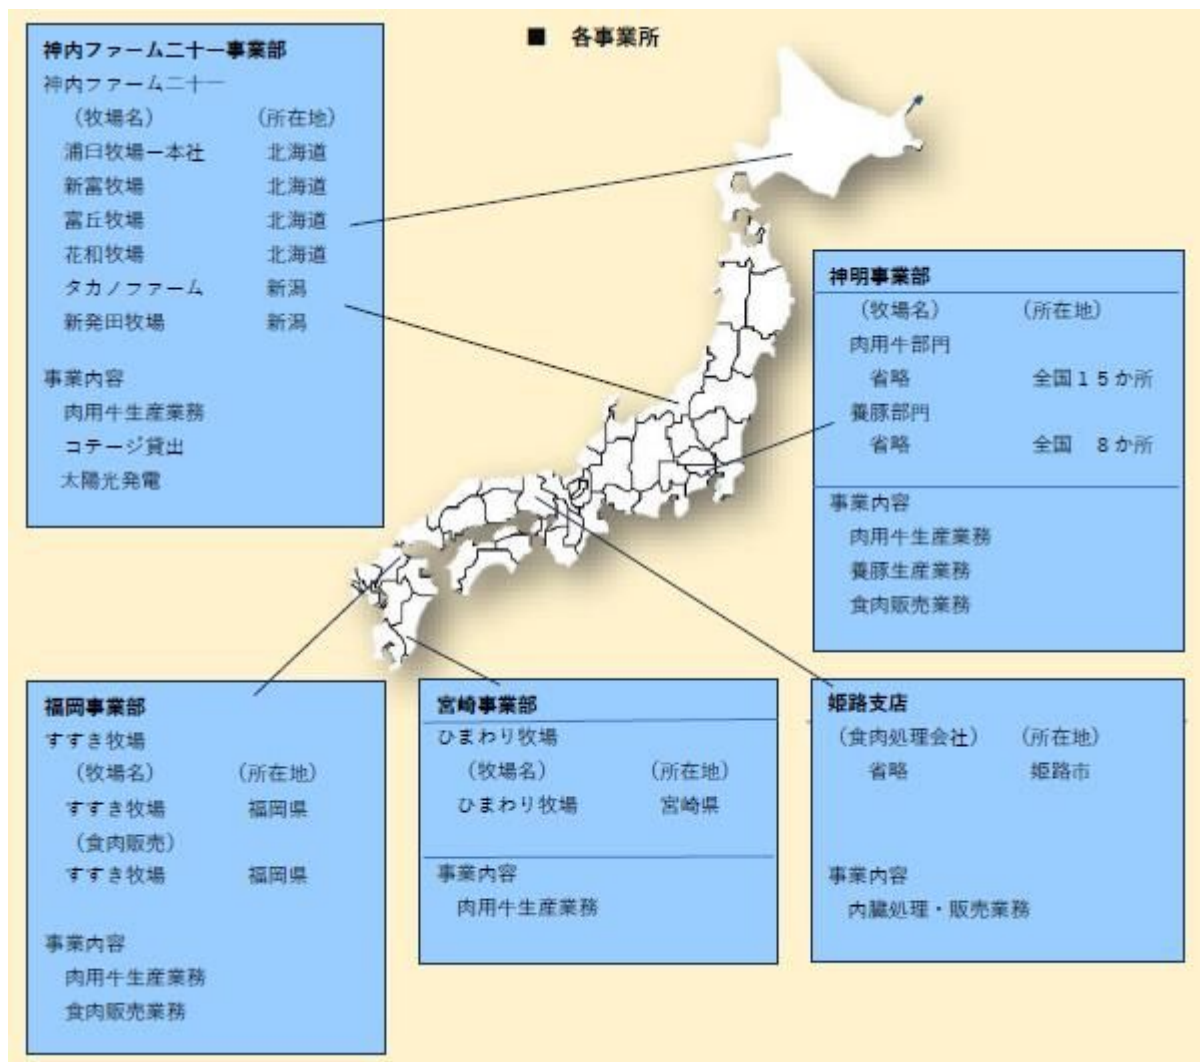 ■ 各事業所
神内ファーム二十一事業部
神内ファーム二十一
(牧場名) (所在地)
浦臼牧場ー本社 北海道
新富牧場 北海道
富丘牧場 北海道
花和牧場 北海道
タカノファーム 新潟
新発田牧場 新潟
事業内容
肉用牛生産業務
コテージ貸出
太陽光発電
神明事業部
(牧場名) (所在地)
肉用牛部門
省略 全国15か所
養豚部門
省略 全国 8か所
事業内容
肉用牛生産業務
養豚生産業務
食肉販売業務
福岡事業部
すすき牧場
(牧場名) (所在地)
すすき牧場 福岡県
(食肉販売)
すすき牧場 福岡県
事業内容
肉用牛生産業務
食肉販売業務
宮崎事業部
ひまわり牧場
(牧場名) (所在地)
ひまわり牧場 宮崎県
事業内容
肉用牛生産業務
姫路支店
(食肉処理会社) (所在地)
省略 姫路市
事業内容
内臓処理・販売業務